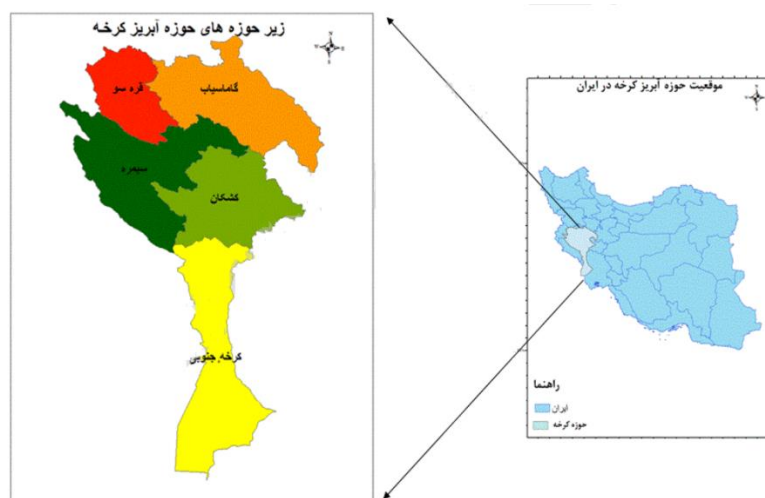 زیر حوزه های حوزه آبریز کرخه
قره سو
گاماسیاب
سیمره
کشکان
کرخه جنوبی
موقعیت حوزه آبریز کرخه در ایران
راهنما
ایران
حوزه کرخه